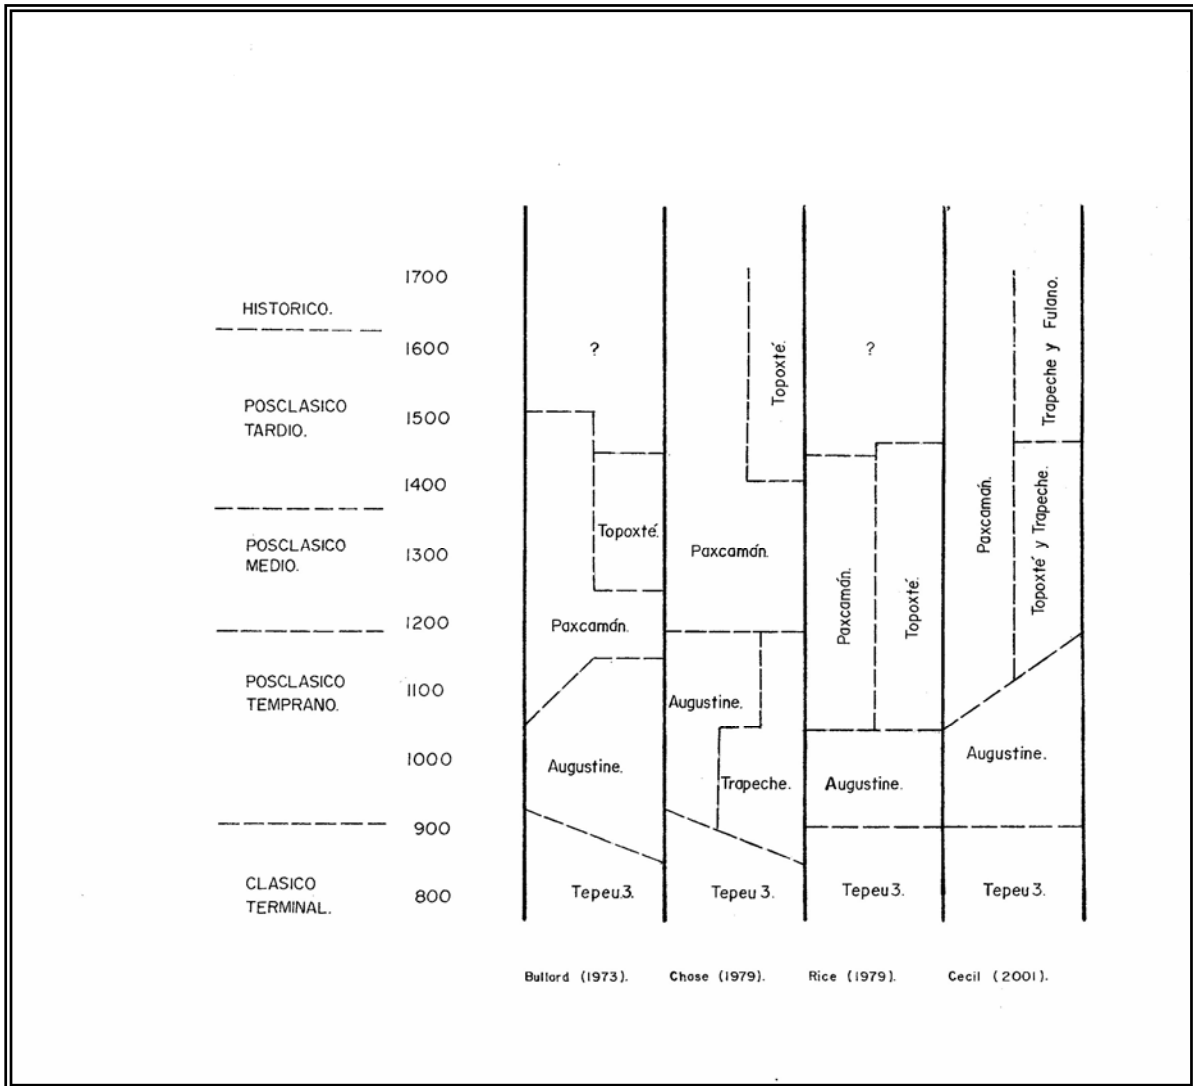 1700
HISTORICO.
1600
?
Topoxté.
?
Trapeche y Fulano.
POSCLASICO
TARDIO.
1500
1400
POSCLASICO
MEDIO.
1300
Topoxté.
Paxcamán.
Paxcamán.
Topoxté.
Paxcamán.
Topoxté y Trapeche.
1200
Paxcamán.
POSCLASICO
TEMPRANO.
1100
Augustine.
1000
Augustine.
Trapeche.
Augustine.
Augustine.
900
CLASICO
TERMINAL.
800
Tepeu 3.
Tepeu 3.
Tepeu 3.
Tepeu 3.
Bullord (1973).
Chose (1979).
Rice (1979).
Cecil (2001).